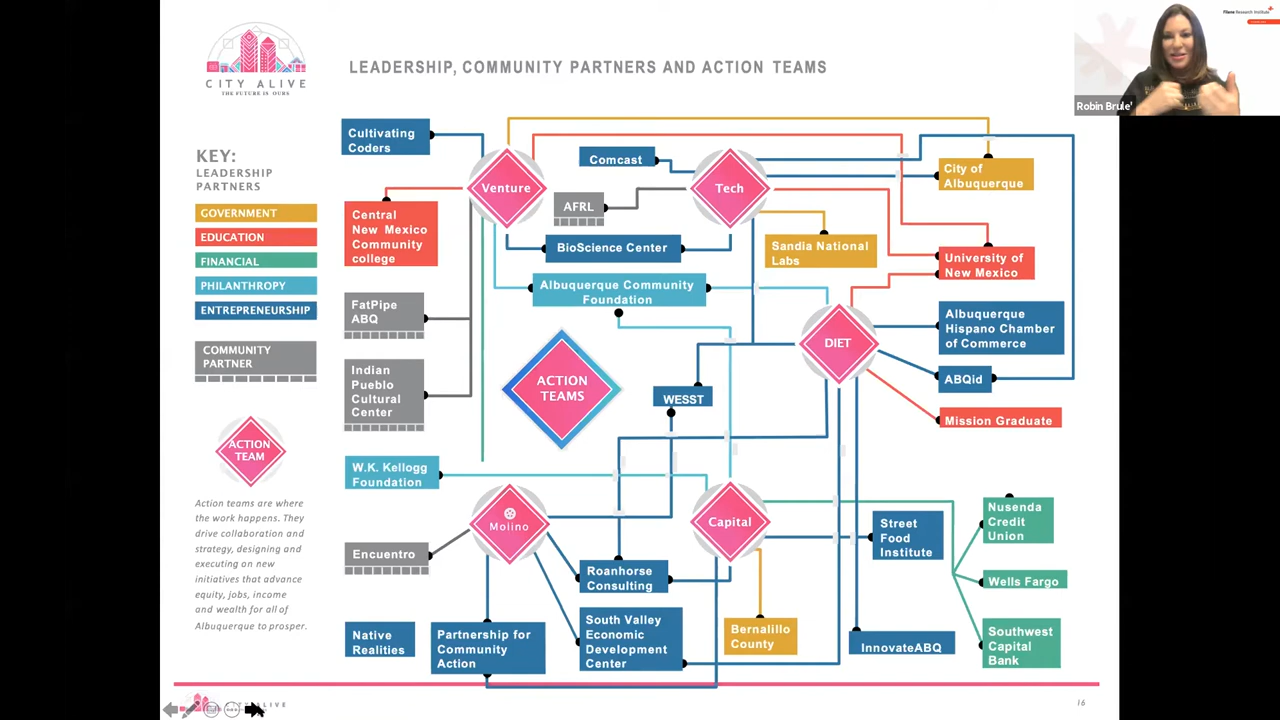 CITY ALIVE
THE FUTURE IS OURS
LEADERSHIP, COMMUNITY PARTNERS AND ACTION TEAMS
Filene Research Institute
Robin Brule'
KEY:
LEADERSHIP
PARTNERS
GOVERNMENT
EDUCATION
FINANCIAL
PHILANTHROPY
ENTREPRENEURSHIP
COMMUNITY
PARTNER
ACTION
TEAM
Action teams are where
the work happens. They
drive collaboration and
strategy, designing and
executing on new
initiatives that advance
equity, jobs, income
and wealth for all of
Albuquerque to prosper.
Cultivating
Coders
Venture
Comcast
Tech
City of
Albuquerque
Central
New Mexico
Community
college
AFRL
BioScience Center
Sandia National
Labs
University of
New Mexico
Albuquerque Community
Foundation
FatPipe
ABQ
DIET
Albuquerque
Hispano Chamber
of Commerce
Indian
Pueblo
Cultural
Center
ACTION
TEAMS
WESST
ABQid
Mission Graduate
W.K. Kellogg
Foundation
Molino
Capital
Street
Food
Institute
Nusenda
Credit
Union
Encuentro
Roanhorse
Consulting
Wells Fargo
Native
Realities
Partnership for
Community
Action
South Valley
Economic
Development
Center
Bernalillo
County
InnovateABQ
Southwest
Capital
Bank
16